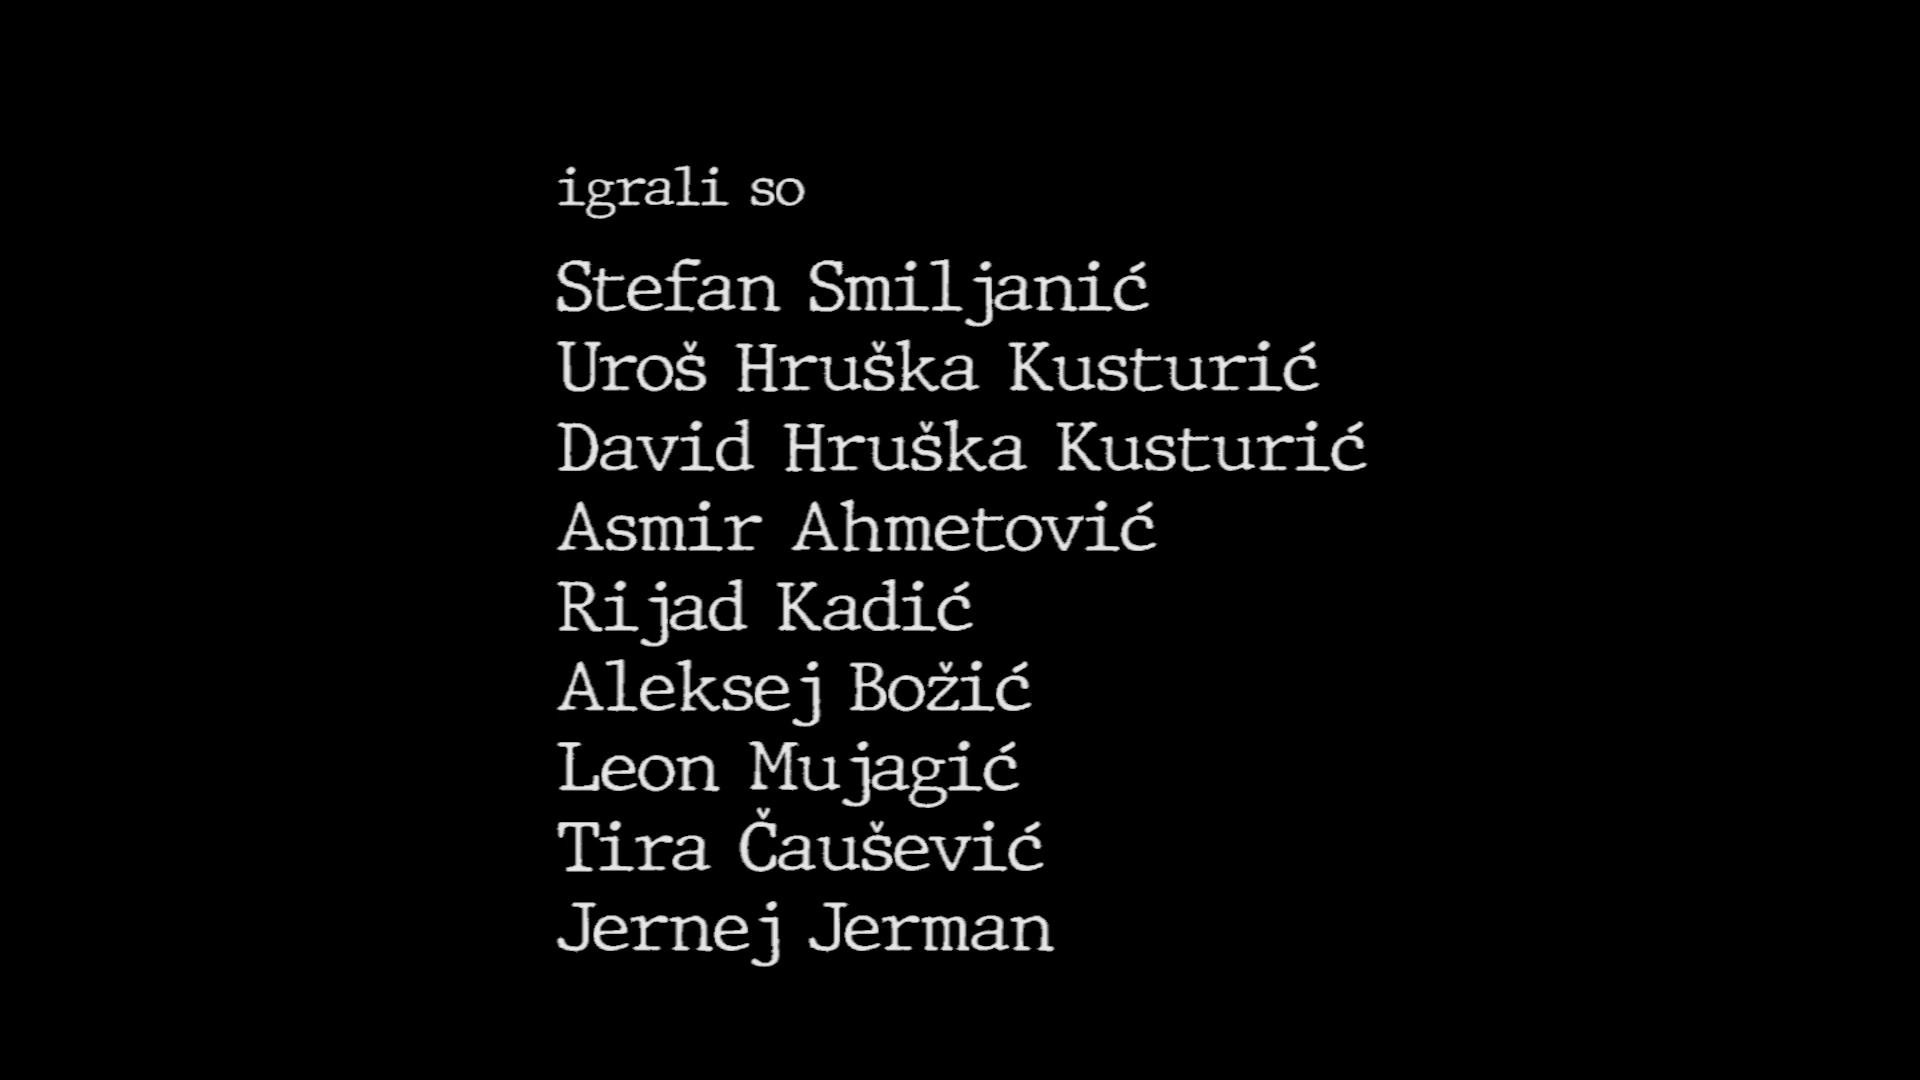 igrali so
Stefan Smiljanić
Uroš Hruška Kusturić
David Hruška Kusturić
Asmir Ahmetović
Rijad Kadić
Aleksej Božić
Leon Mujagić
Tira Čaušević
Jernej Jerman